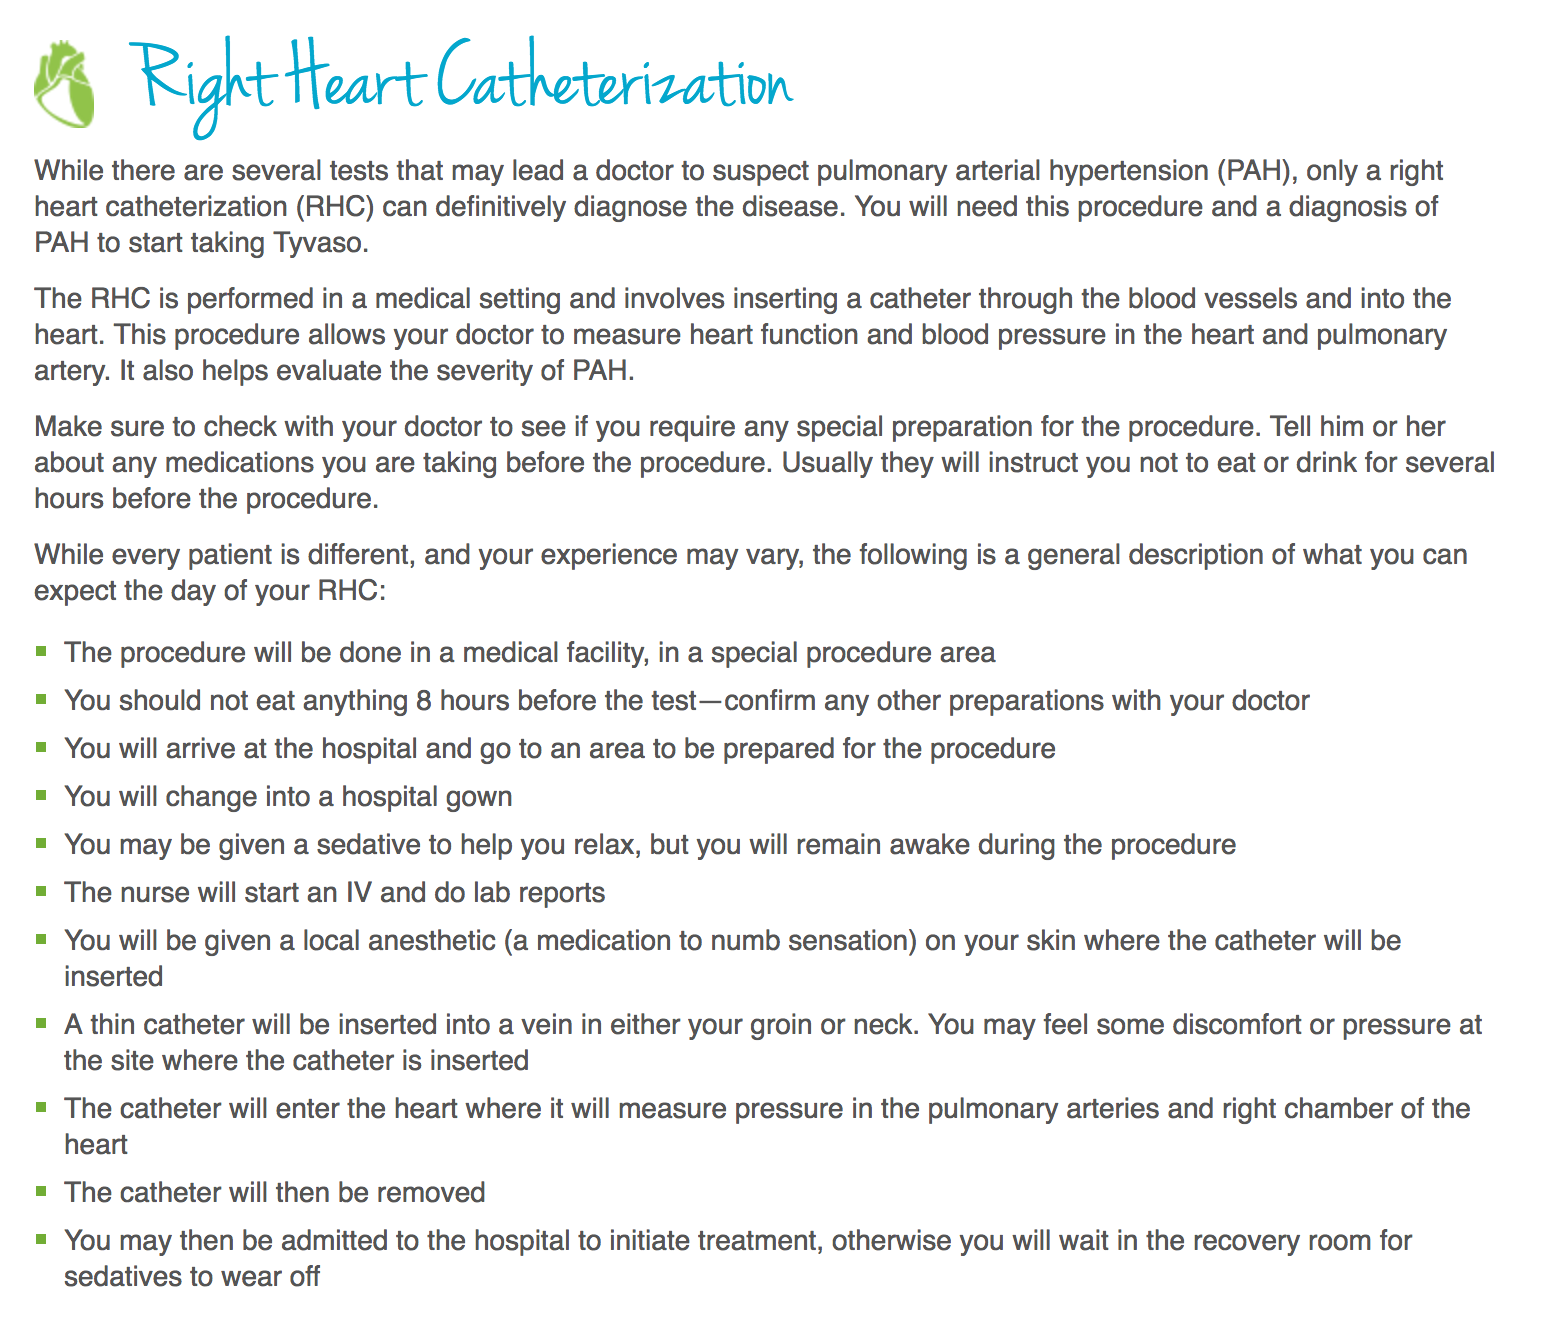 Right Heart Catheterization
While there are several tests that may lead a doctor to suspect pulmonary arterial hypertension (PAH), only a right
heart catheterization (RHC) can definitively diagnose the disease. You will need this procedure and a diagnosis of
PAH to start taking Tyvaso.
The RHC is performed in a medical setting and involves inserting a catheter through the blood vessels and into the
heart. This procedure allows your doctor to measure heart function and blood pressure in the heart and pulmonary
artery. It also helps evaluate the severity of PAH.
Make sure to check with your doctor to see if you require any special preparation for the procedure. Tell him or her
about any medications you are taking before the procedure. Usually they will instruct you not to eat or drink for several
hours before the procedure.
While every patient is different, and your experience may vary, the following is a general description of what you can
expect the day of your RHC:
The procedure will be done in a medical facility, in a special procedure area
You should not eat anything 8 hours before the test—confirm any other preparations with your doctor
You will arrive at the hospital and go to an area to be prepared for the procedure
You will change into a hospital gown
You may be given a sedative to help you relax, but you will remain awake during the procedure
The nurse will start an IV and do lab reports
You will be given a local anesthetic (a medication to numb sensation) on your skin where the catheter will be
inserted
A thin catheter will be inserted into a vein in either your groin or neck. You may feel some discomfort or pressure at
the site where the catheter is inserted
The catheter will enter the heart where it will measure pressure in the pulmonary arteries and right chamber of the
heart
The catheter will then be removed
You may then be admitted to the hospital to initiate treatment, otherwise you will wait in the recovery room for
sedatives to wear off